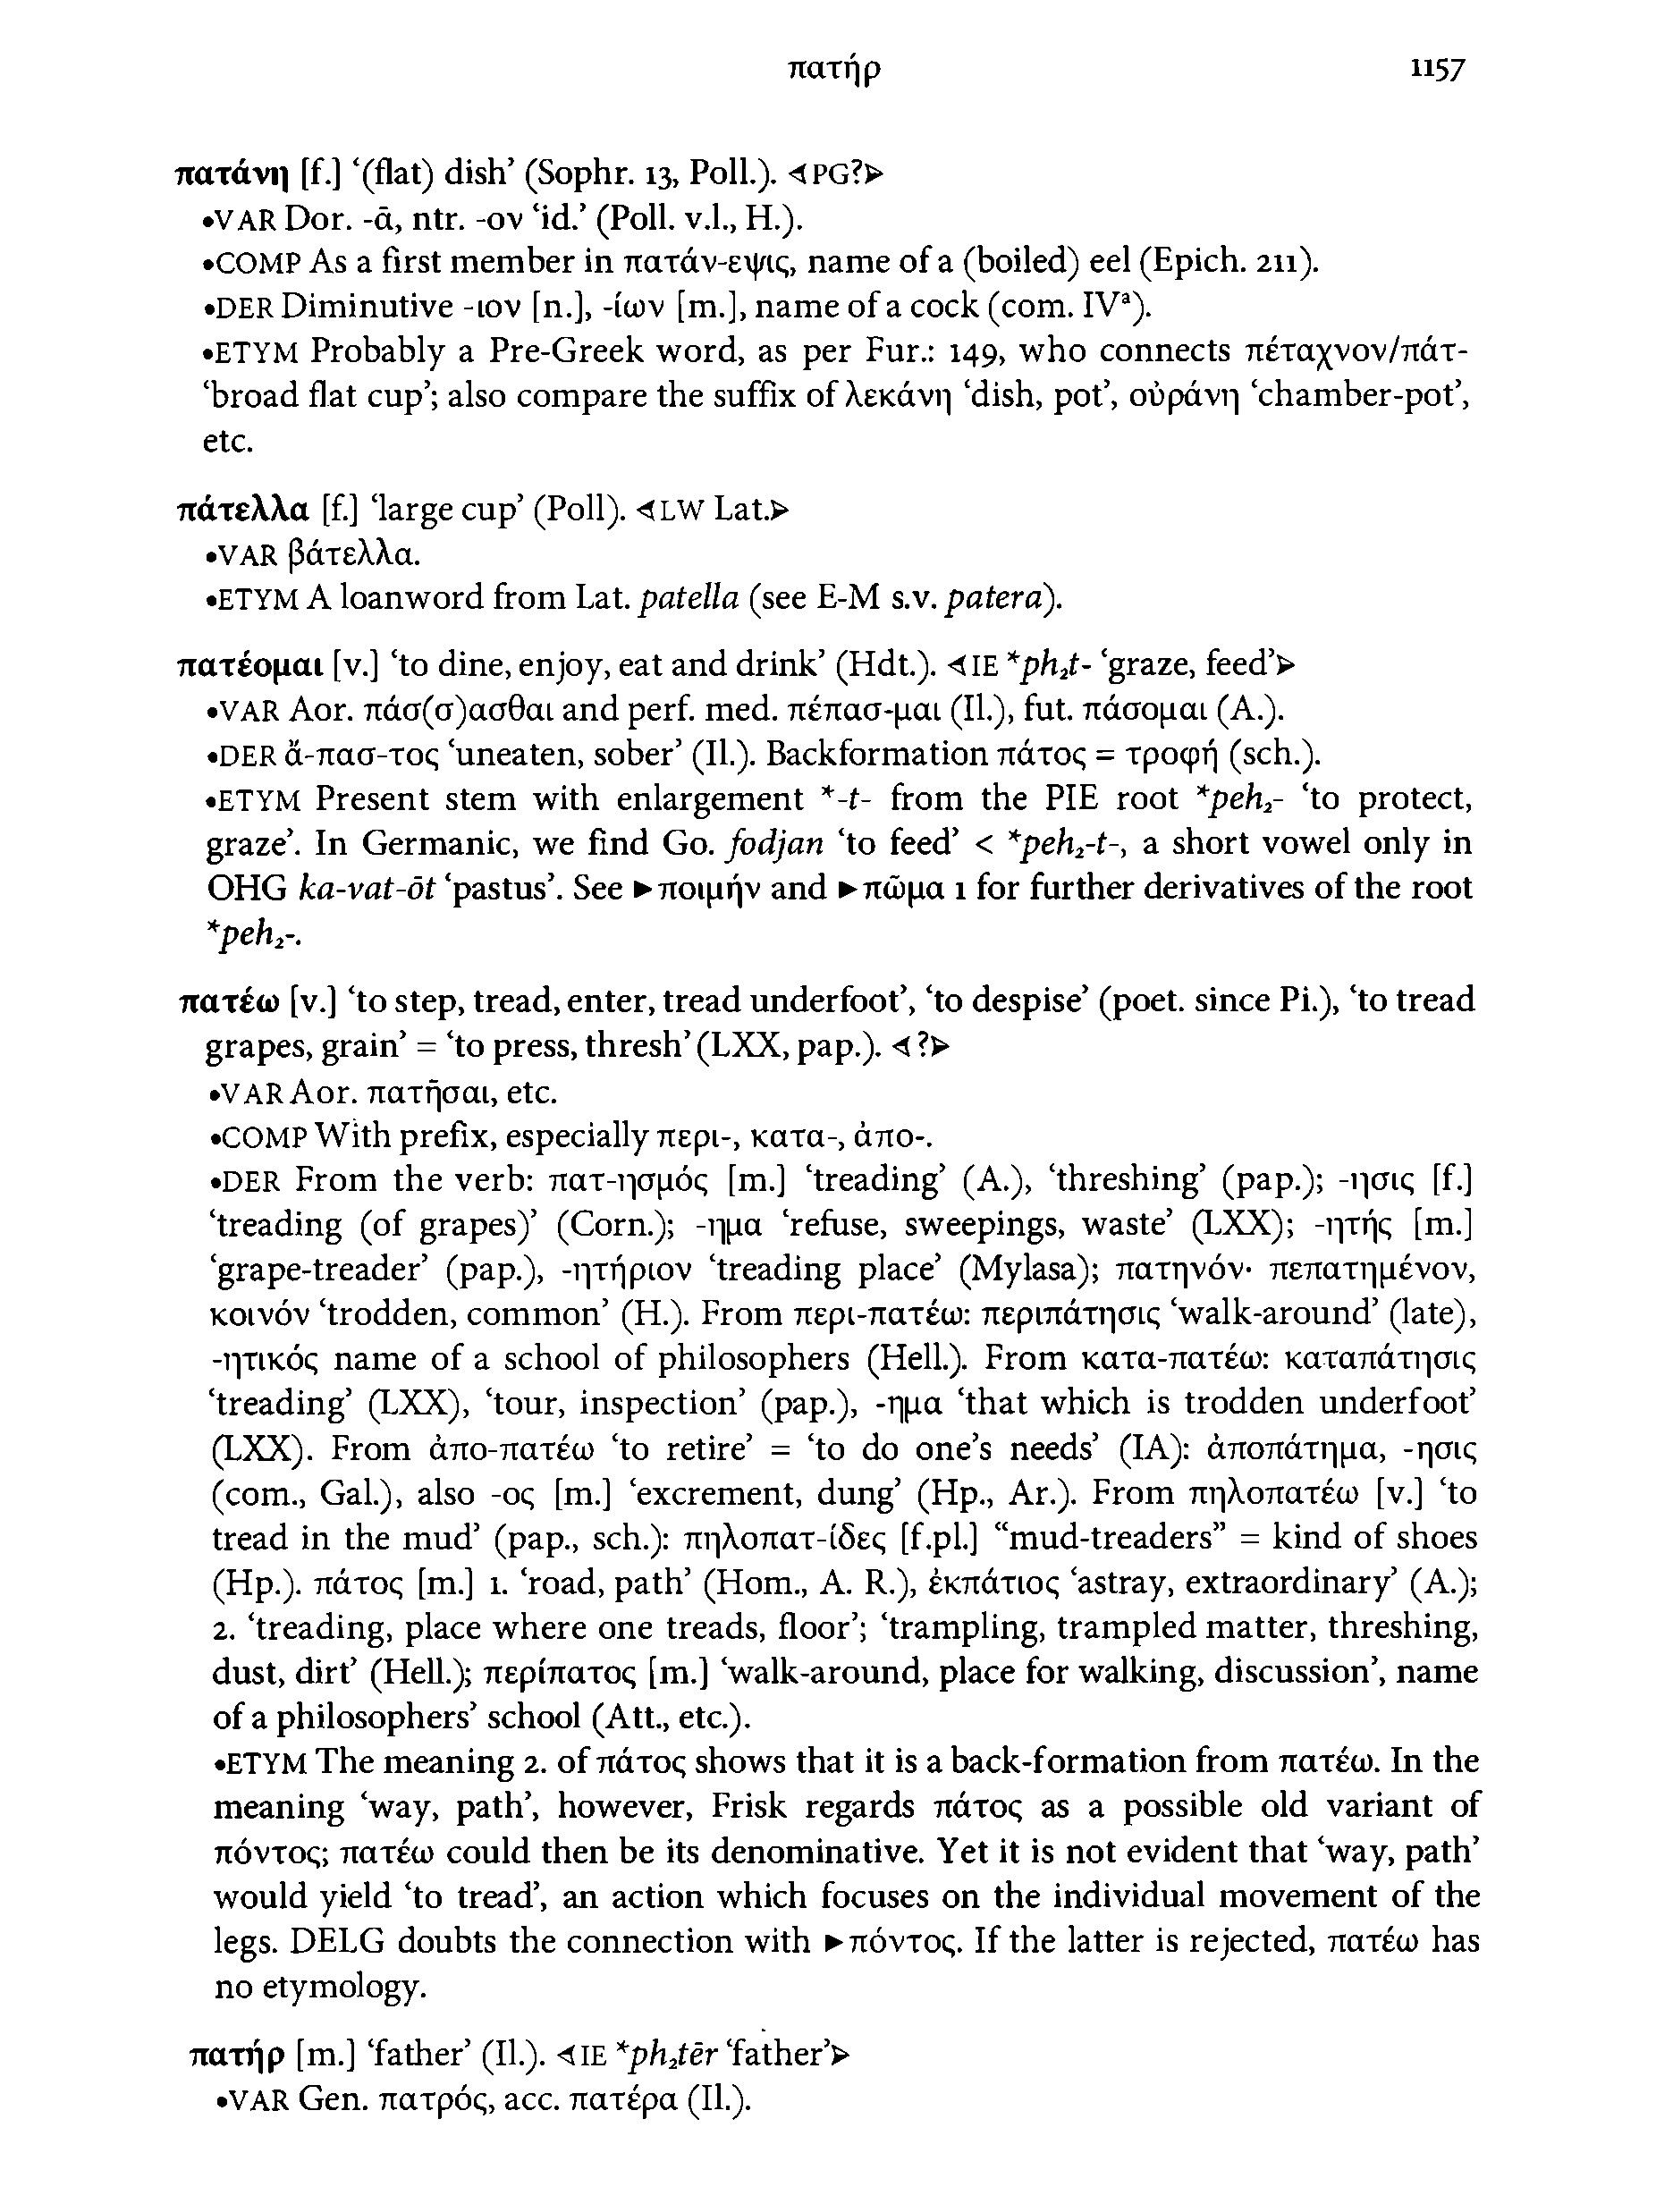 πατήρ 1157
πατάνη [f.] ‘(flat) dish’ (Sophr. 13, Poll.). ⊲PG?⊳
•VAR Dor. -ᾱ, ntr. -ον ‘id.’ (Poll. v.l., H.).
•COMP As a first member in πατάν-εψις, name of a (boiled) eel (Epich. 211).
•DER Diminutive -ιον [n.], -ίων [m.], name of a cock (com. IVᵃ).
•ETYM Probably a Pre-Greek word, as per Fur.: 149, who connects πέταχνον/πάτ-
‘broad flat cup’; also compare the suffix of λεκάνη ‘dish, pot’, οὐράνη ‘chamber-pot’,
etc.
πάτελλα [f.] ‘large cup’ (Poll). ⊲LW Lat.⊳
•VAR βάτελλα.
•ETYM A loanword from Lat. patella (see E-M s.v. patera).
πατέομαι [v.] ‘to dine, enjoy, eat and drink’ (Hdt.). ⊲IE *ph₂t- ‘graze, feed’⊳
•VAR Aor. πάσ(σ)ασθαι and perf. med. πέπασ-μαι (Il.), fut. πάσομαι (A.).
•DER ἄ-πασ-τος ‘uneaten, sober’ (Il.). Backformation πάτος = τροφή (sch.).
•ETYM Present stem with enlargement *-t- from the PIE root *peh₂- ‘to protect,
graze’. In Germanic, we find Go. fodjan ‘to feed’ < *peh₂-t-, a short vowel only in
OHG ka-vat-ōt ‘pastus’. See ►ποιμήν and ►πῶμα 1 for further derivatives of the root
*peh₂-.
πατέω [v.] ‘to step, tread, enter, tread underfoot’, ‘to despise’ (poet. since Pi.), ‘to tread
grapes, grain’ = ‘to press, thresh’ (LXX, pap.). ⊲?⊳
•VAR Aor. πατῆσαι, etc.
•COMP With prefix, especially περι-, κατα-, ἀπο-.
•DER From the verb: πατ-ησμός [m.] ‘treading’ (A.), ‘threshing’ (pap.); -ησις [f.]
‘treading (of grapes)’ (Corn.); -ημα ‘refuse, sweepings, waste’ (LXX); -ητής [m.]
‘grape-treader’ (pap.), -ητήριον ‘treading place’ (Mylasa); πατηνόν· πεπατημένον,
κοινόν ‘trodden, common’ (H.). From περι-πατέω: περιπάτησις ‘walk-around’ (late),
-ητικός name of a school of philosophers (Hell.). From κατα-πατέω: καταπάτησις
‘treading’ (LXX), ‘tour, inspection’ (pap.), -ημα ‘that which is trodden underfoot’
(LXX). From ἀπο-πατέω ‘to retire’ = ‘to do one’s needs’ (IA): ἀποπάτημα, -ησις
(com., Gal.), also -ος [m.] ‘excrement, dung’ (Hp., Ar.). From πηλοπατέω [v.] ‘to
tread in the mud’ (pap., sch.): πηλοπατ-ίδες [f.pl.] “mud-treaders” = kind of shoes
(Hp.). πάτος [m.] 1. ‘road, path’ (Hom., A. R.), ἐκπάτιος ‘astray, extraordinary’ (A.);
2. ‘treading, place where one treads, floor’; ‘trampling, trampled matter, threshing,
dust, dirt’ (Hell.); περίπατος [m.] ‘walk-around, place for walking, discussion’, name
of a philosophers’ school (Att., etc.).
•ETYM The meaning 2. of πάτος shows that it is a back-formation from πατέω. In the
meaning ‘way, path’, however, Frisk regards πάτος as a possible old variant of
πόντος; πατέω could then be its denominative. Yet it is not evident that ‘way, path’
would yield ‘to tread’, an action which focuses on the individual movement of the
legs. DELG doubts the connection with ►πόντος. If the latter is rejected, πατέω has
no etymology.
πατήρ [m.] ‘father’ (Il.). ⊲IE *ph₂tēr ‘father’⊳
•VAR Gen. πατρός, acc. πατέρα (Il.).